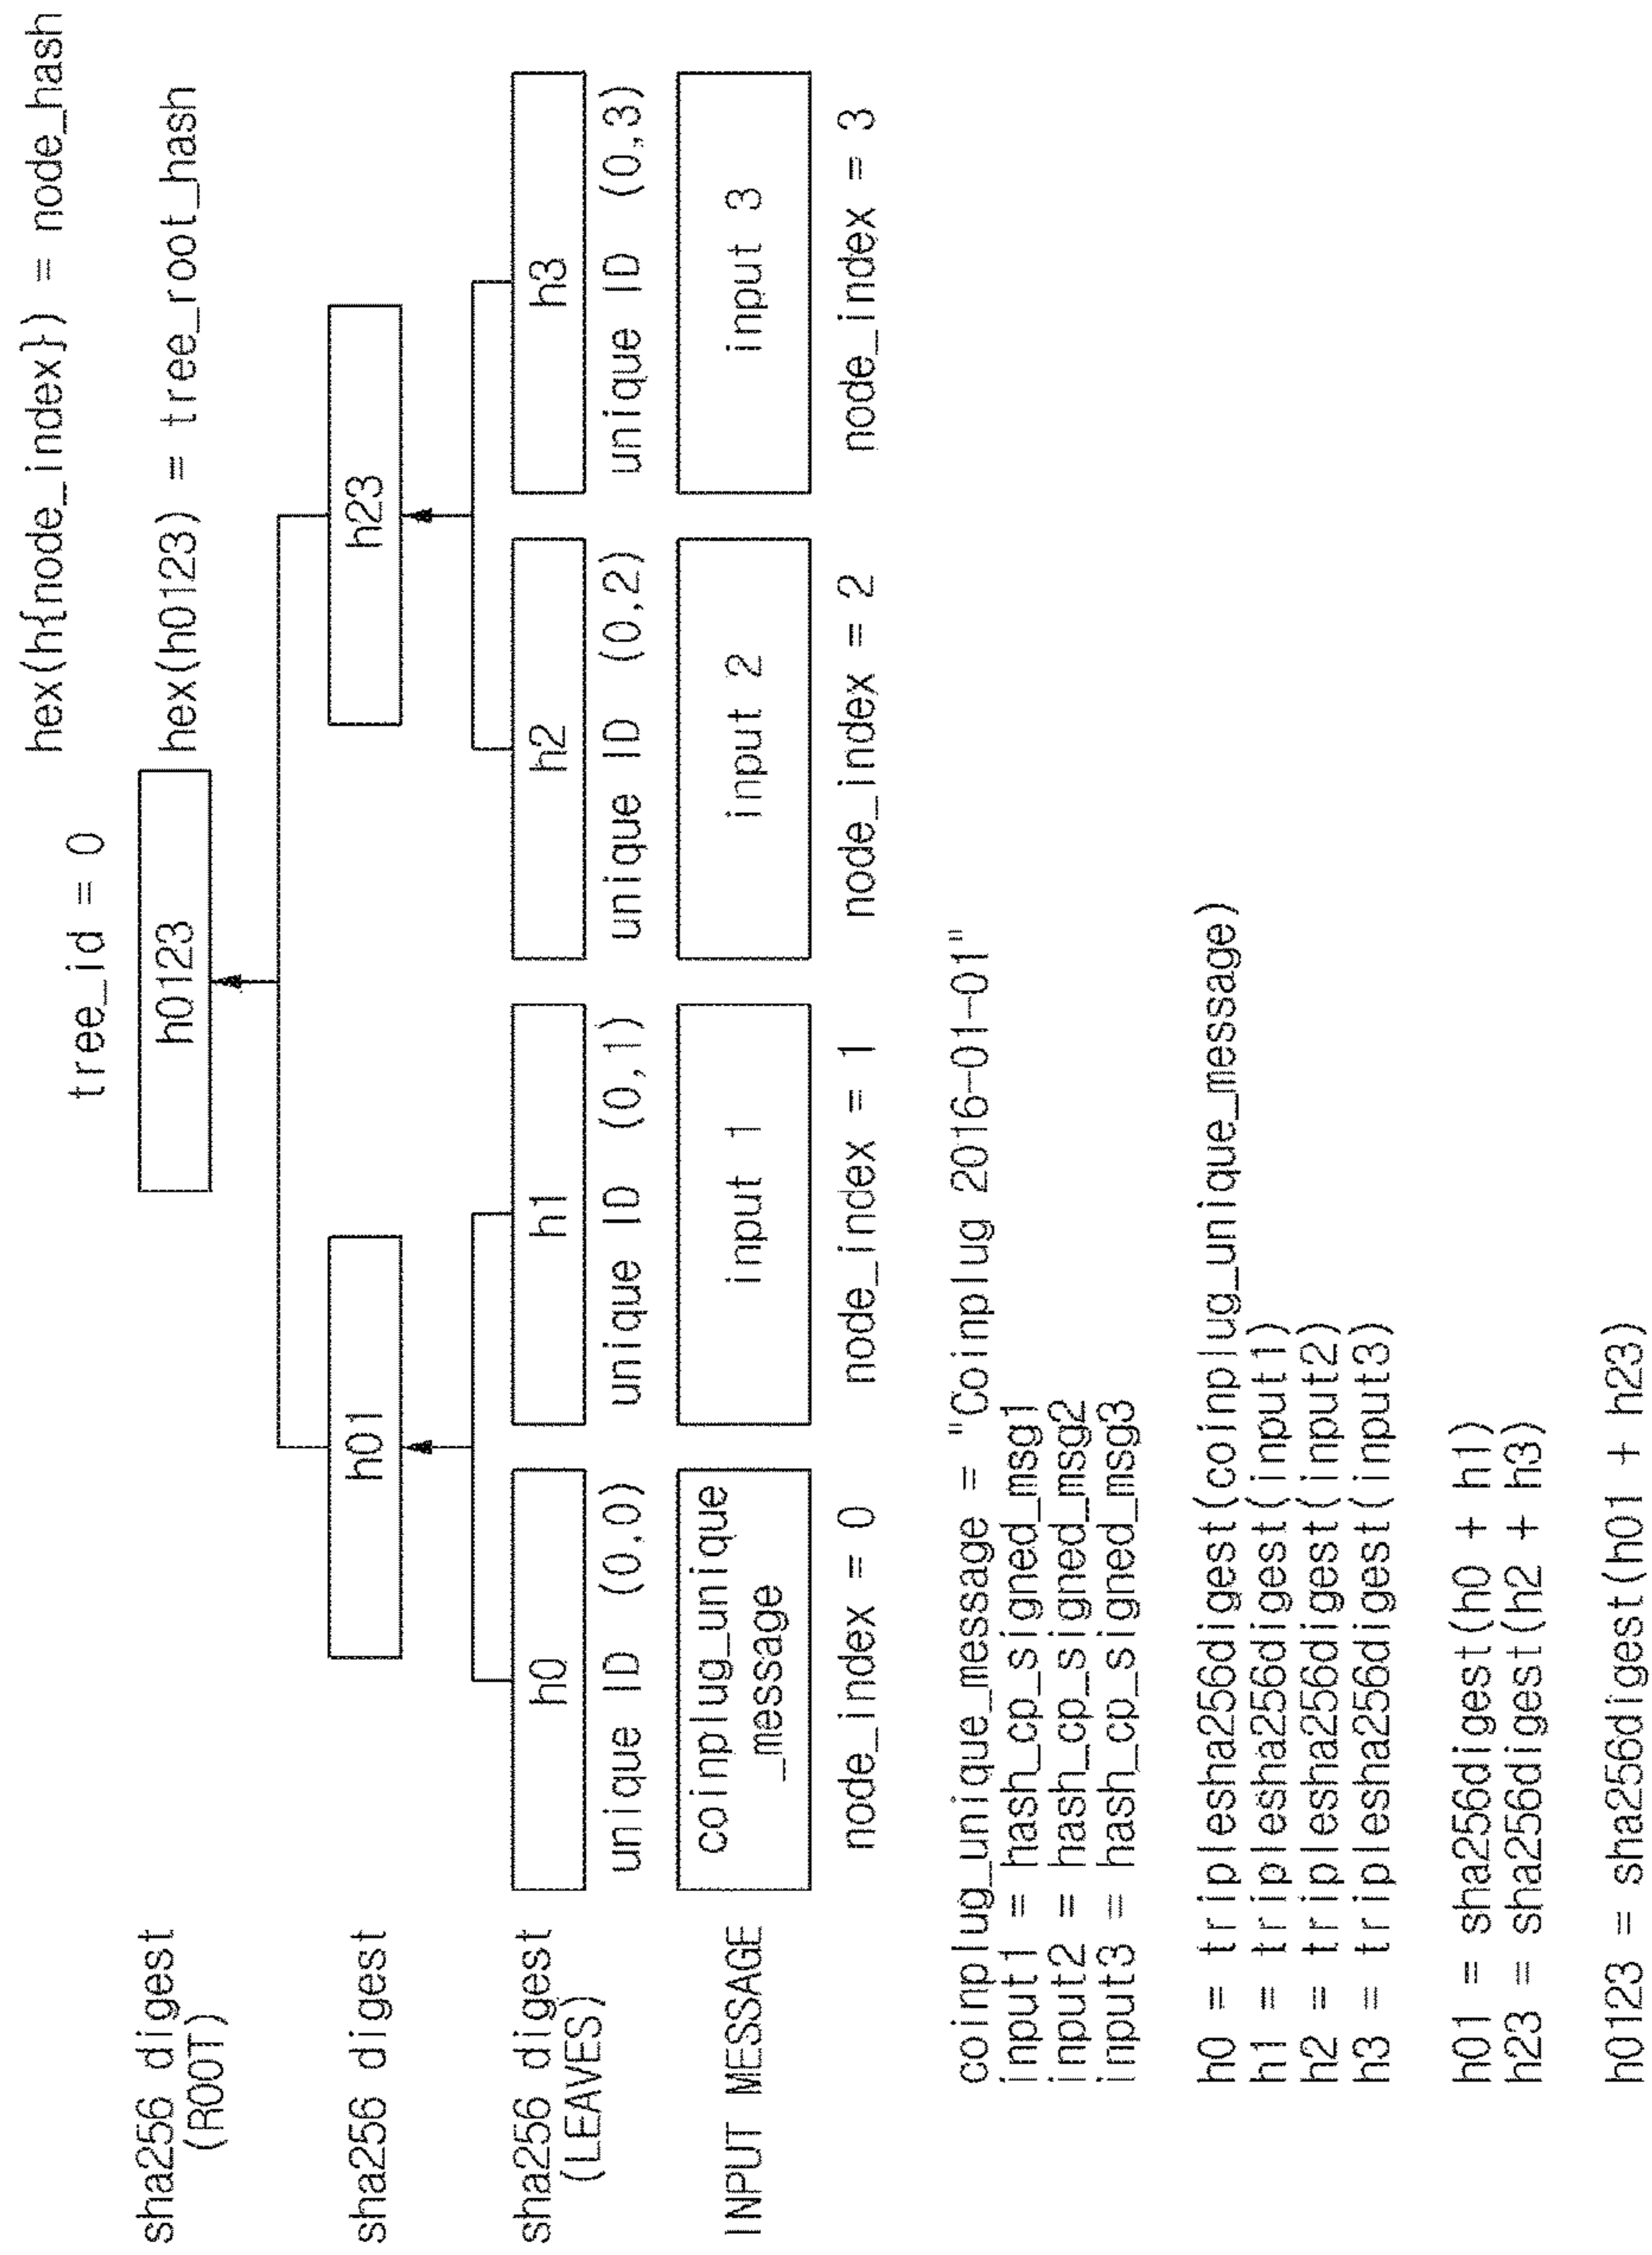 hex(h{node_index}) = node_hash
tree_id = 0
sha256 digest
(ROOT)
h0123
hex(h0123) = tree_root_hash
sha256 digest
h01
h23
sha256 digest
(LEAVES)
h0
h1
h2
h3
unique ID (0,0)
unique ID (0,1)
unique ID (0,2)
unique ID (0,3)
INPUT MESSAGE
coinplug_unique
_message
input 1
input 2
input 3
node_index = 0
node_index = 1
node_index = 2
node_index = 3
coinplug_unique_message = "Coinplug 2016-01-01"
input1 = hash_cp_signed_msg1
input2 = hash_cp_signed_msg2
input3 = hash_cp_signed_msg3
h0 = triplesha256digest(coinplug_unique_message)
h1 = triplesha256digest(input1)
h2 = triplesha256digest(input2)
h3 = triplesha256digest(input3)
h01 = sha256digest(h0 + h1)
h23 = sha256digest(h2 + h3)
h0123 = sha256digest(h01 + h23)